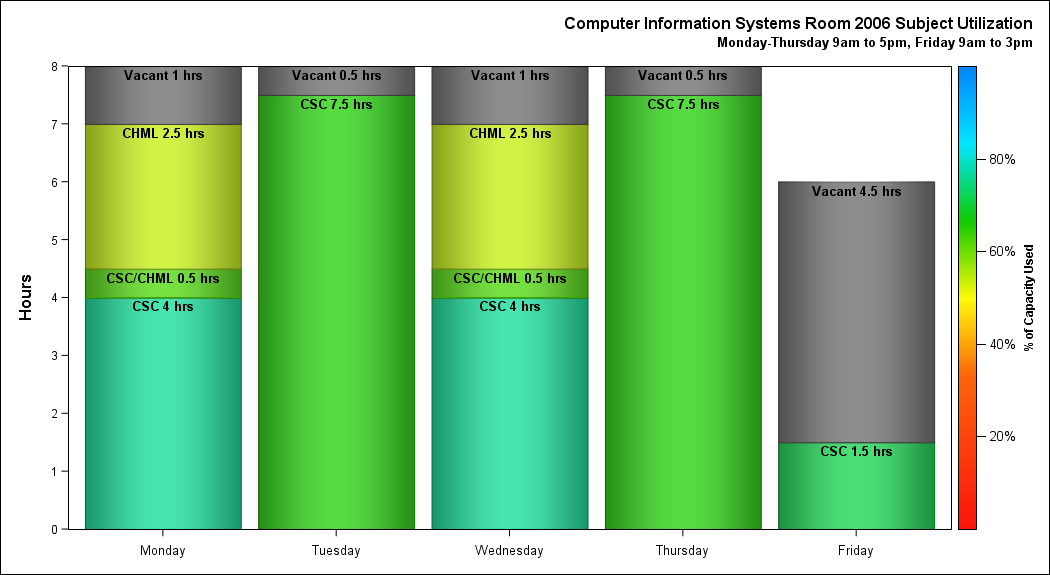 Computer Information Systems Room 2006 Subject Utilization
Monday-Thursday 9am to 5pm, Friday 9am to 3pm
Hours
8
7
6
5
4
3
2
1
0
Vacant 1 hrs
CHML 2.5 hrs
CSC/CHML 0.5 hrs
CSC 4 hrs
Monday
Vacant 0.5 hrs
CSC 7.5 hrs
Tuesday
Vacant 1 hrs
CHML 2.5 hrs
CSC/CHML 0.5 hrs
CSC 4 hrs
Wednesday
Vacant 0.5 hrs
CSC 7.5 hrs
Thursday
Vacant 4.5 hrs
CSC 1.5 hrs
Friday
80%
60%
40%
20%
% of Capacity Used